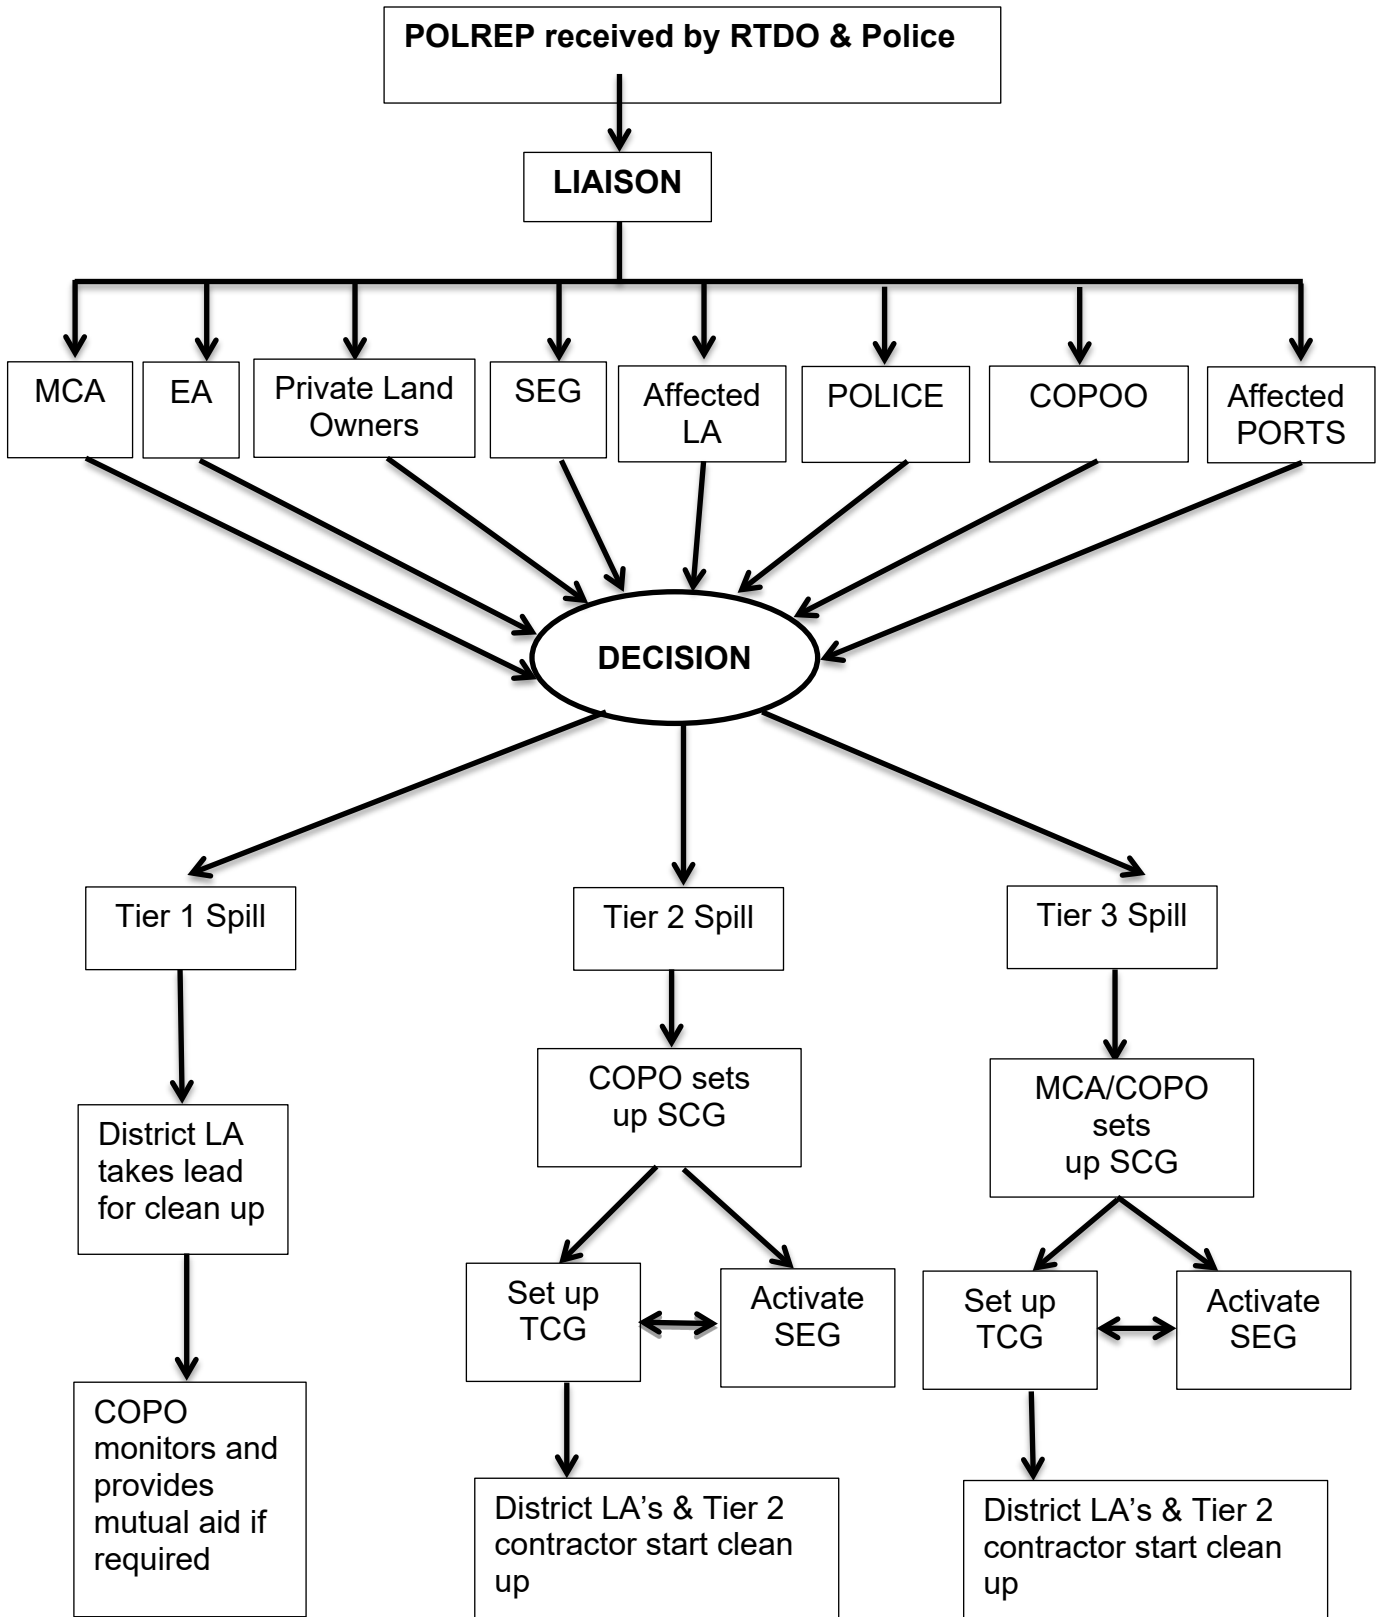 POLREP received by RTDO & Police
LIAISON
MCA
EA
Private Land
Owners
SEG
Affected
LA
POLICE
COPOO
Affected
PORTS
DECISION
Tier 1 Spill
Tier 2 Spill
Tier 3 Spill
District LA
takes lead
for clean up
COPO
monitors and
provides
mutual aid if
required
COPO sets
up SCG
Set up
TCG
Activate
SEG
District LA’s & Tier 2
contractor start clean
up
MCA/COPO
sets
up SCG
Set up
TCG
Activate
SEG
District LA’s & Tier 2
contractor start clean
up